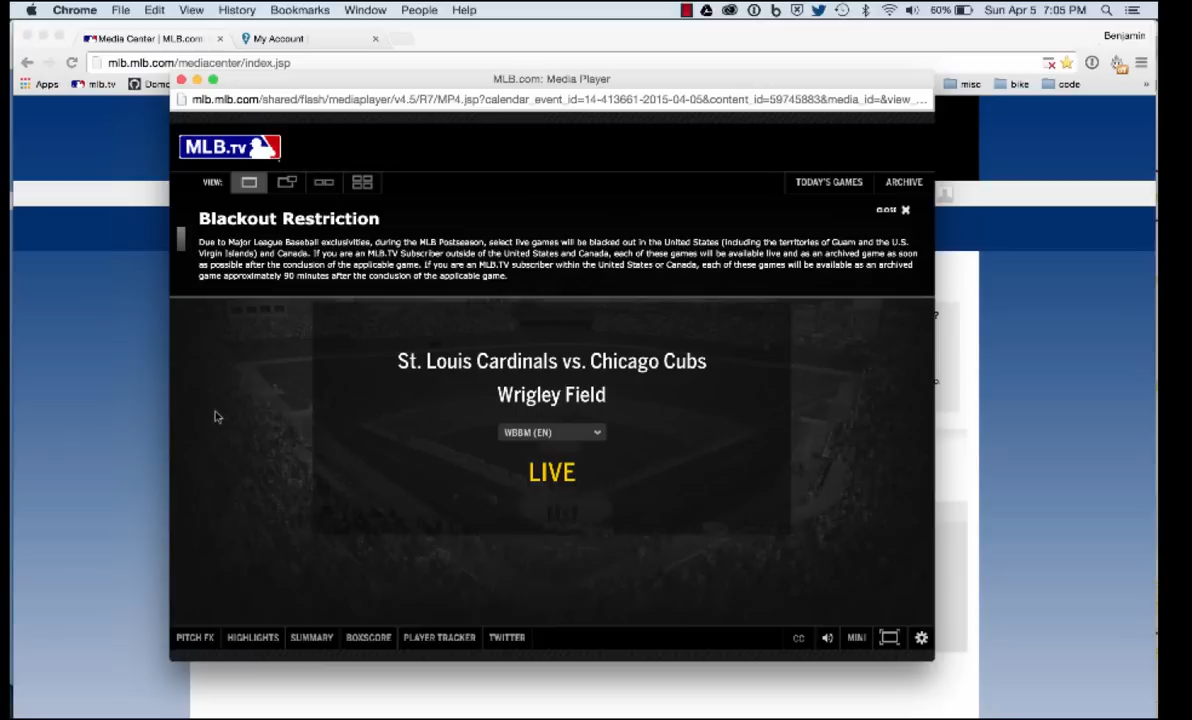 Chrome File Edit View History Bookmarks Window People Help 60% Sun Apr 5 7:05 PM
Media Center | MLB.com × My Account × Benjamin
mlb.mlb.com/mediacenter/index.jsp
Apps mlb.tv misc bike code
MLB.com: Media Player
mlb.mlb.com/shared/flash/mediaplayer/v4.5/R7/MP4.jsp?calendar_event_id=14-413661-2015-04-05&content_id=59745883&media_id=&view_...
MLB.TV
VIEW: TODAY'S GAMES ARCHIVE
CLOSE
Blackout Restriction
Due to Major League Baseball exclusivities, during the MLB Postseason, select live games will be blacked out in the United States (including the territories of Guam and the U.S.
Virgin Islands) and Canada. If you are an MLB.TV Subscriber outside of the United States and Canada, each of these games will be available live and as an archived game as soon
as possible after the conclusion of the applicable game. If you are an MLB.TV subscriber within the United States or Canada, each of these games will be available as an archived
game approximately 90 minutes after the conclusion of the applicable game.
St. Louis Cardinals vs. Chicago Cubs
Wrigley Field
WBBM (EN)
LIVE
PITCH FX HIGHLIGHTS SUMMARY BOXSCORE PLAYER TRACKER TWITTER CC MINI